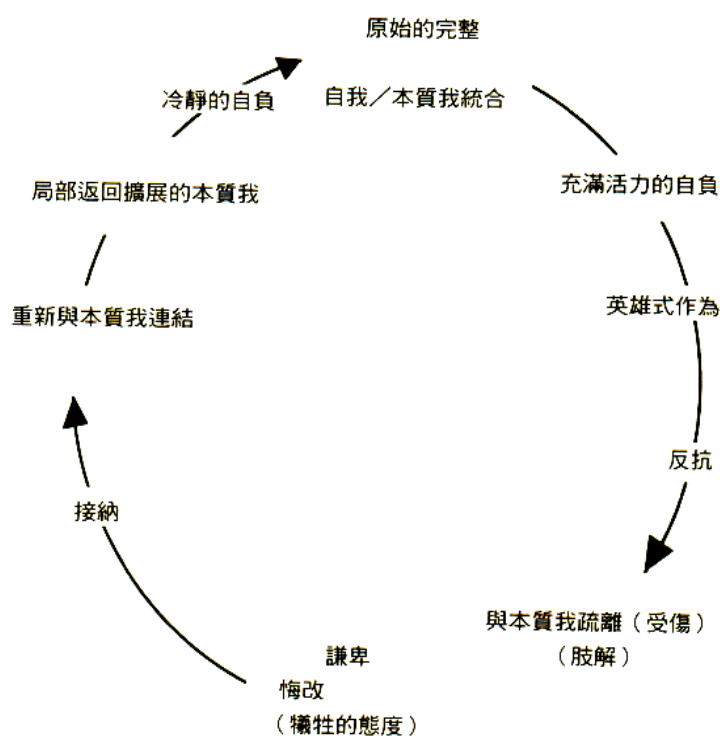 原始的完整
自我／本質我統合
充滿活力的自負
英雄式作為
反抗
與本質我疏離（受傷）
（肢解）
謙卑
悔改
（犧牲的態度）
接納
重新與本質我連結
局部返回擴展的本質我
冷靜的自負